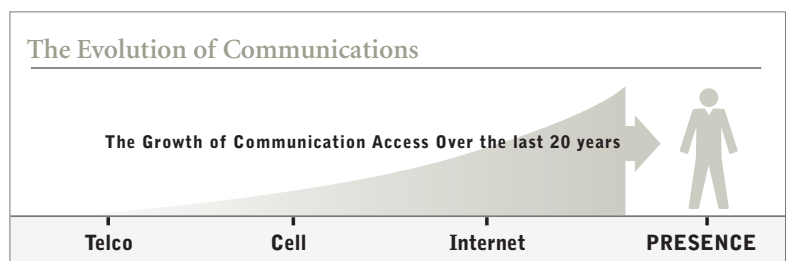 The Evolution of Communications
The Growth of Communication Access Over the last 20 years
Telco Cell Internet PRESENCE